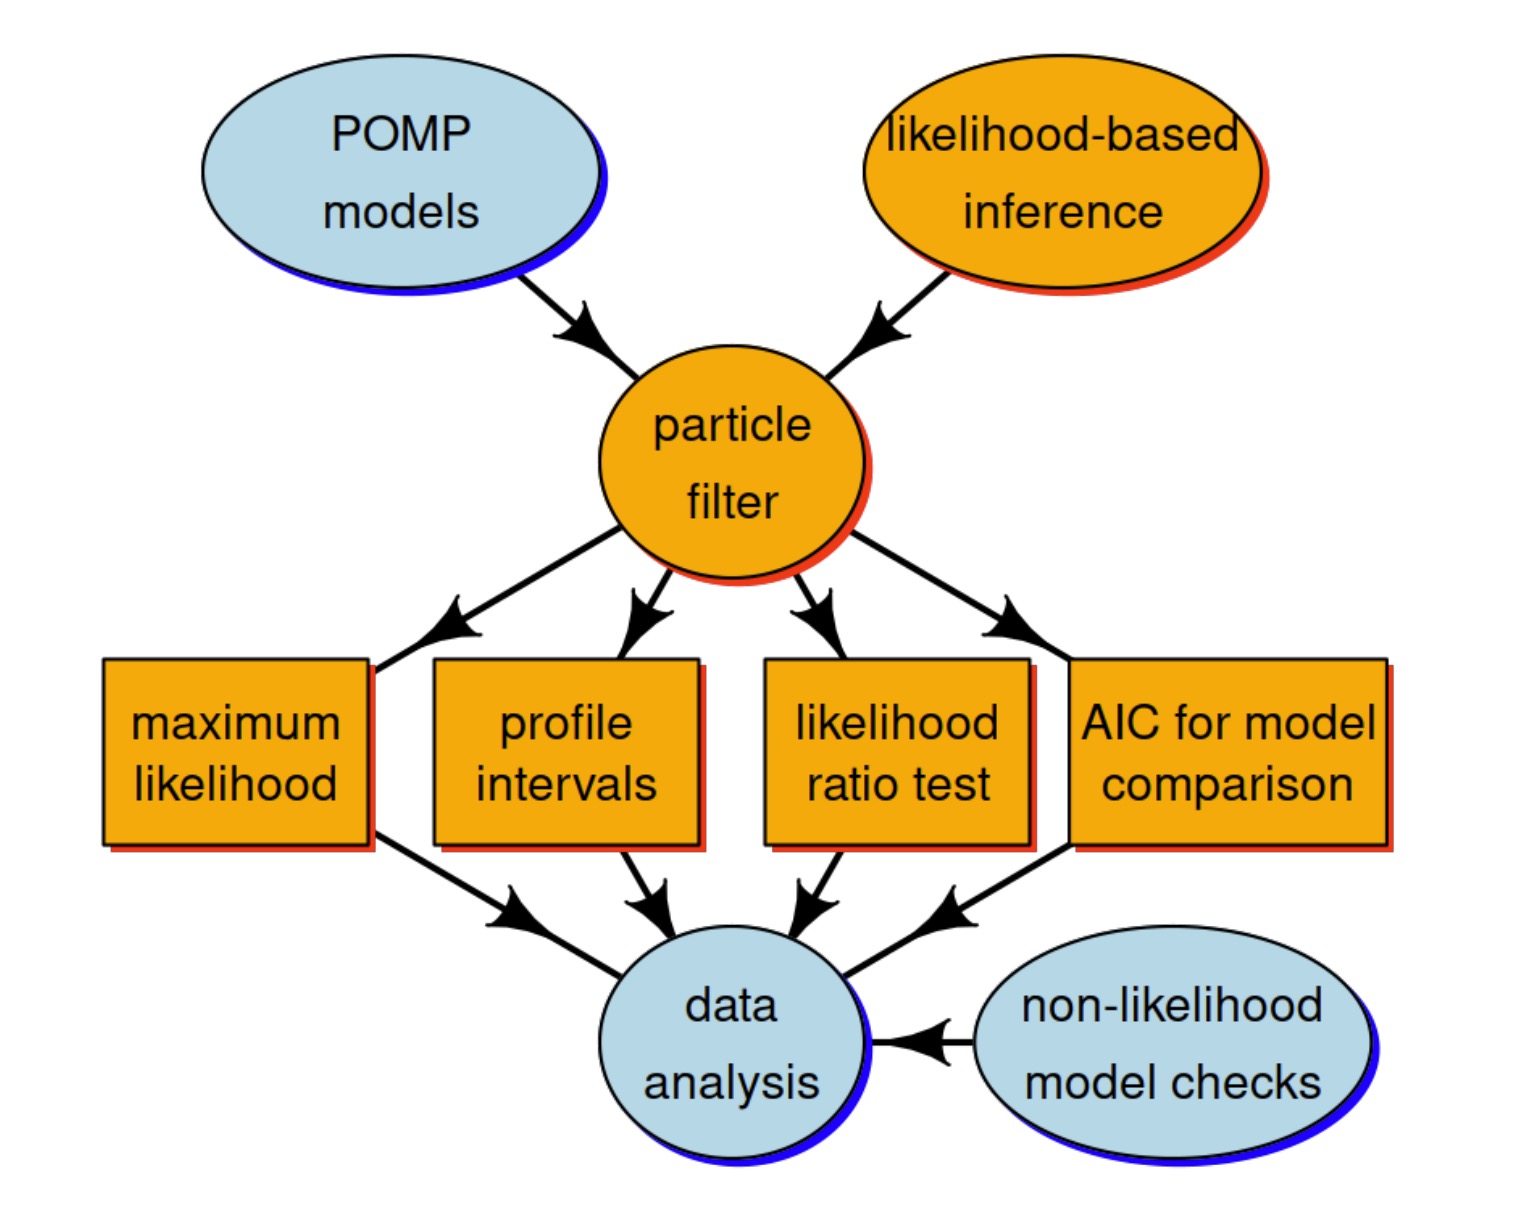 POMP
models
likelihood-based
inference
particle
filter
maximum
likelihood
profile
intervals
likelihood
ratio test
AIC for model
comparison
data
analysis
non-likelihood
model checks